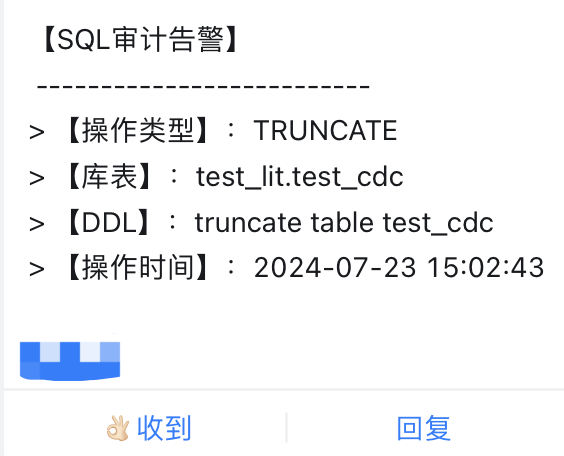 【SQL审计告警】
--------------------------
> 【操作类型】：TRUNCATE
> 【库表】：test_lit.test_cdc
> 【DDL】：truncate table test_cdc
> 【操作时间】：2024-07-23 15:02:43
👌🏻收到
回复